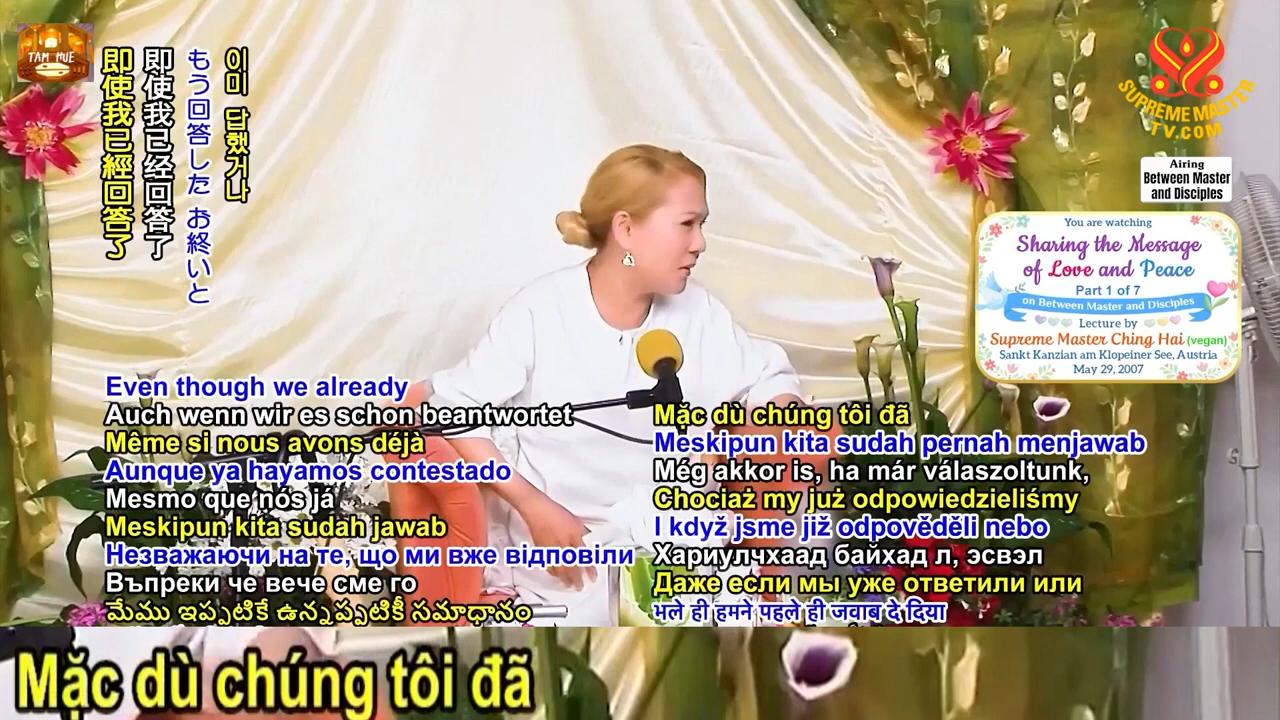 TAM HUE
이미 답했거나
もう回答した お終いと
即使我已经回答了
即使我已經回答了
SUPREME MASTER
TV.COM
Airing
Between Master
and Disciples
You are watching
Sharing the Message
of Love and Peace
Part 1 of 7
on Between Master and Disciples
Lecture by
Supreme Master Ching Hai (vegan)
Sankt Kanzian am Klopeiner See, Austria
May 29, 2007
Even though we already
Auch wenn wir es schon beantwortet
Même si nous avons déjà
Aunque ya hayamos contestado
Mesmo que nós já
Meskipun kita sudah jawab
Незважаючи на те, що ми вже відповіли
Въпреки че вече сме го
మేము ఇప్పటికే ఉన్నప్పటికీ సమాధానం
Mặc dù chúng tôi đã
Meskipun kita sudah pernah menjawab
Még akkor is, ha már válaszoltunk,
Chociaż my już odpowiedzieliśmy
I když jsme již odpověděli nebo
Хариулчхаад байхад л, эсвэл
Даже если мы уже ответили или
भले ही हमने पहले ही जवाब दे दिया
Mặc dù chúng tôi đã